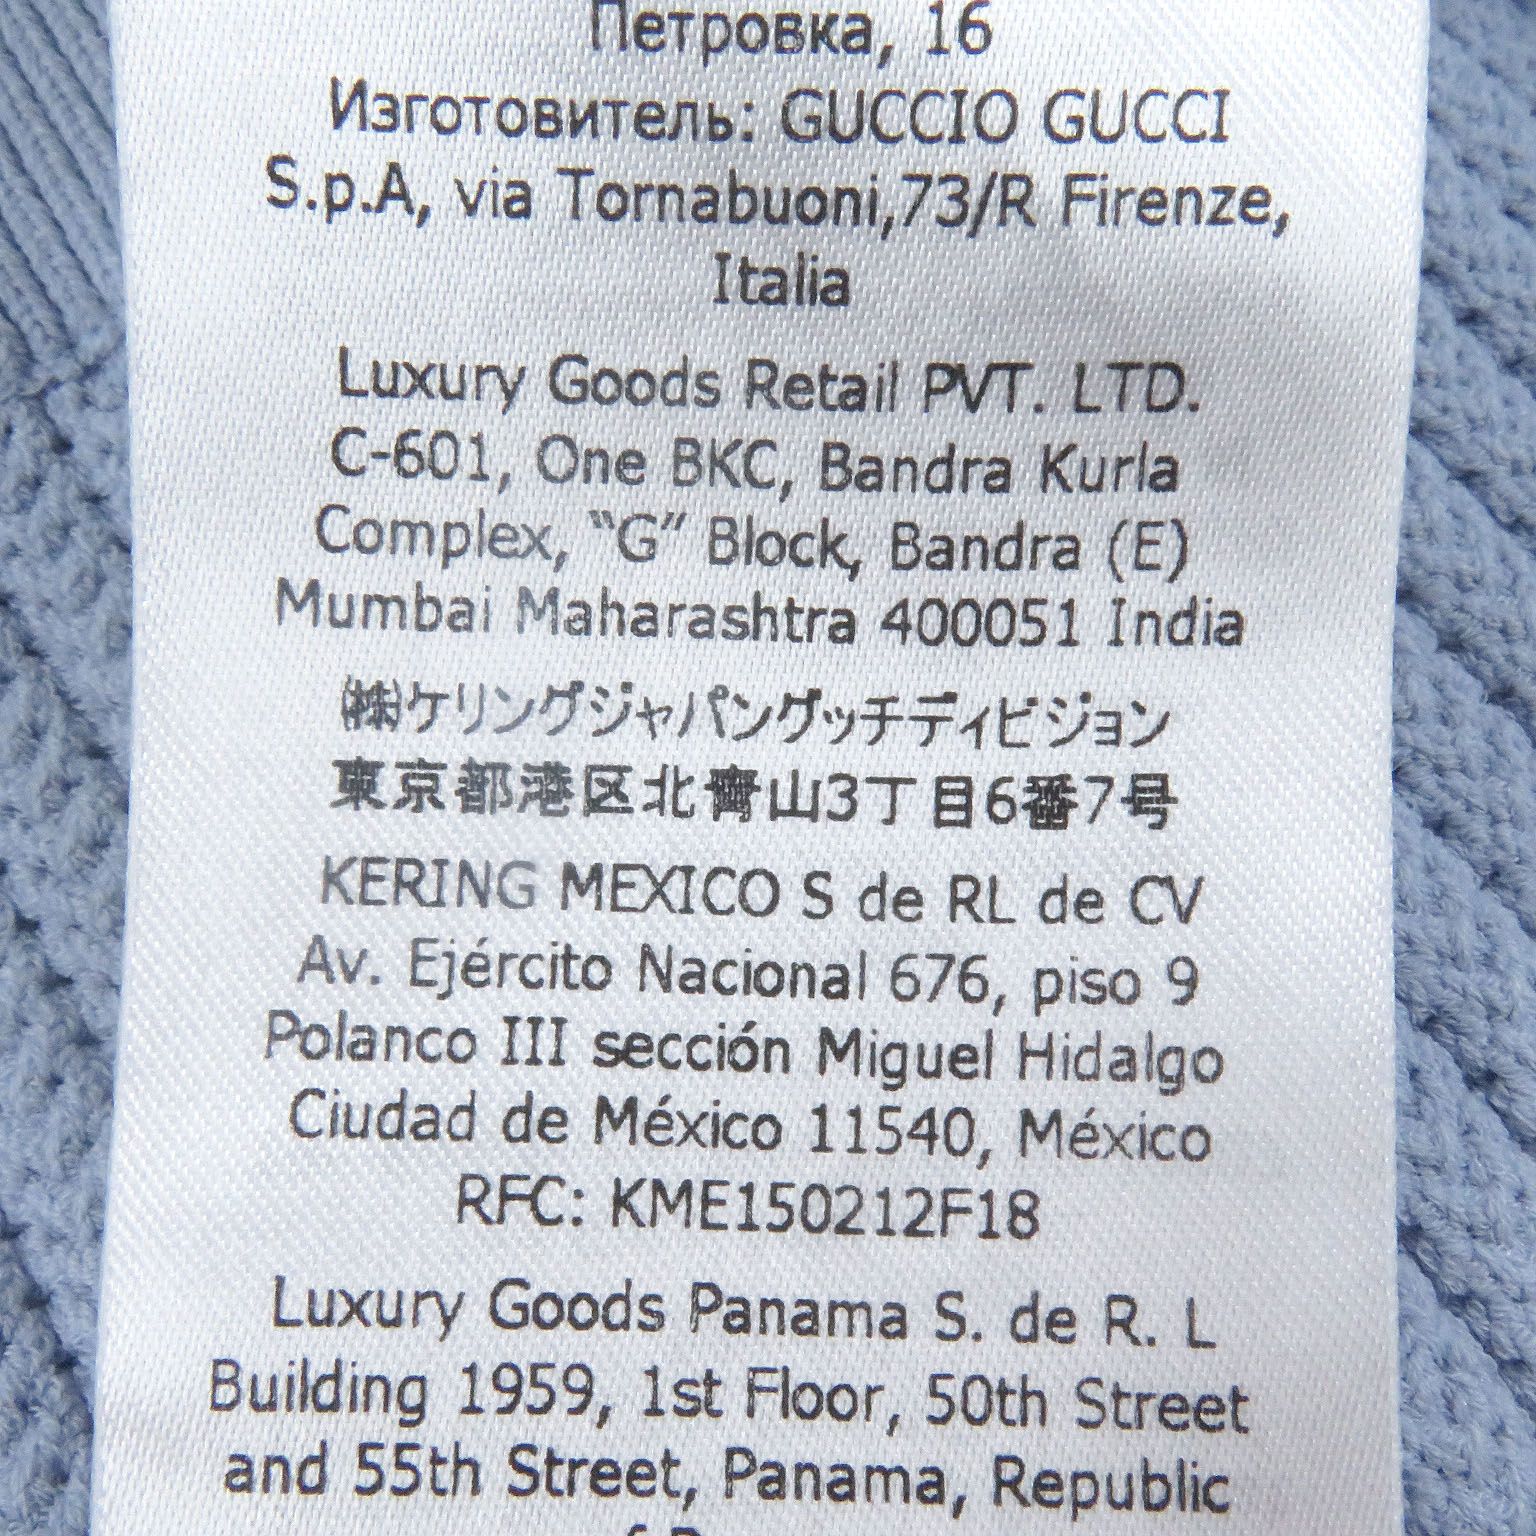 Петровка, 16
Изготовитель: GUCCIO GUCCI
S.p.A, via Tornabuoni,73/R Firenze,
Italia
Luxury Goods Retail PVT. LTD.
C-601, One BKC, Bandra Kurla
Complex, “G” Block, Bandra (E)
Mumbai Maharashtra 400051 India
㈱ケリングジャパングッチディビジョン
東京都港区北青山3丁目6番7号
KERING MEXICO S de RL de CV
Av. Ejército Nacional 676, piso 9
Polanco III sección Miguel Hidalgo
Ciudad de México 11540, México
RFC: KME150212F18
Luxury Goods Panama S. de R. L
Building 1959, 1st Floor, 50th Street
and 55th Street, Panama, Republic